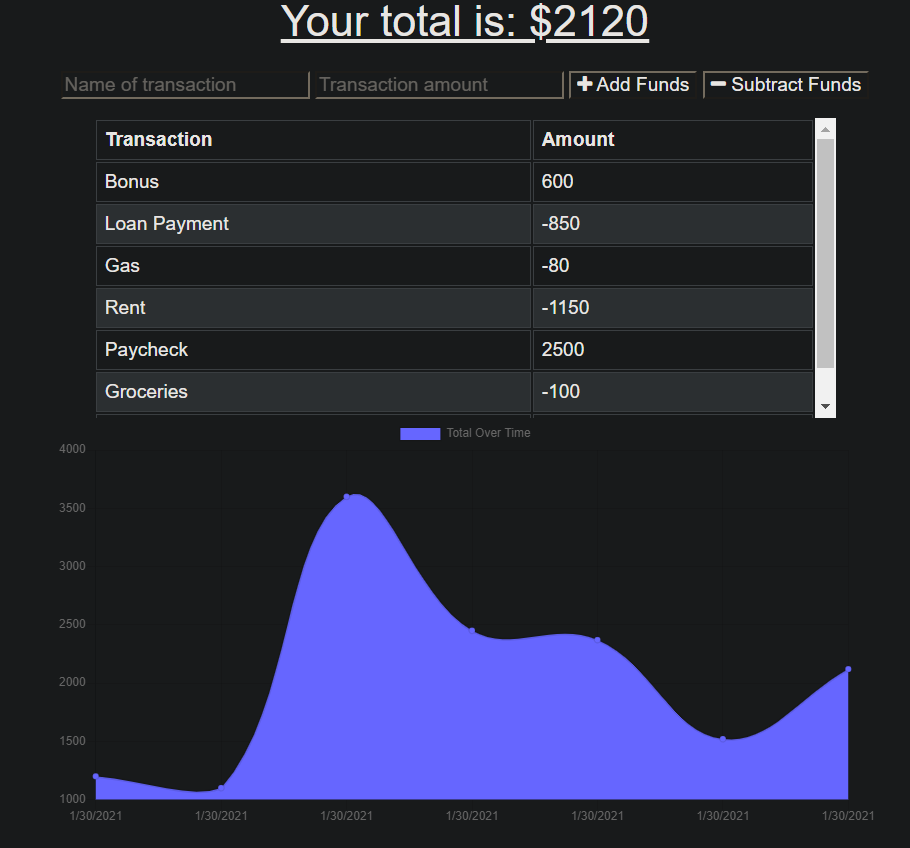 Your total is: $2120
Name of transaction Transaction amount Add Funds Subtract Funds
Transaction Amount
Bonus 600
Loan Payment -850
Gas -80
Rent -1150
Paycheck 2500
Groceries -100
Total Over Time
4000
3500
3000
2500
2000
1500
1000
1/30/2021 1/30/2021 1/30/2021 1/30/2021 1/30/2021 1/30/2021 1/30/2021